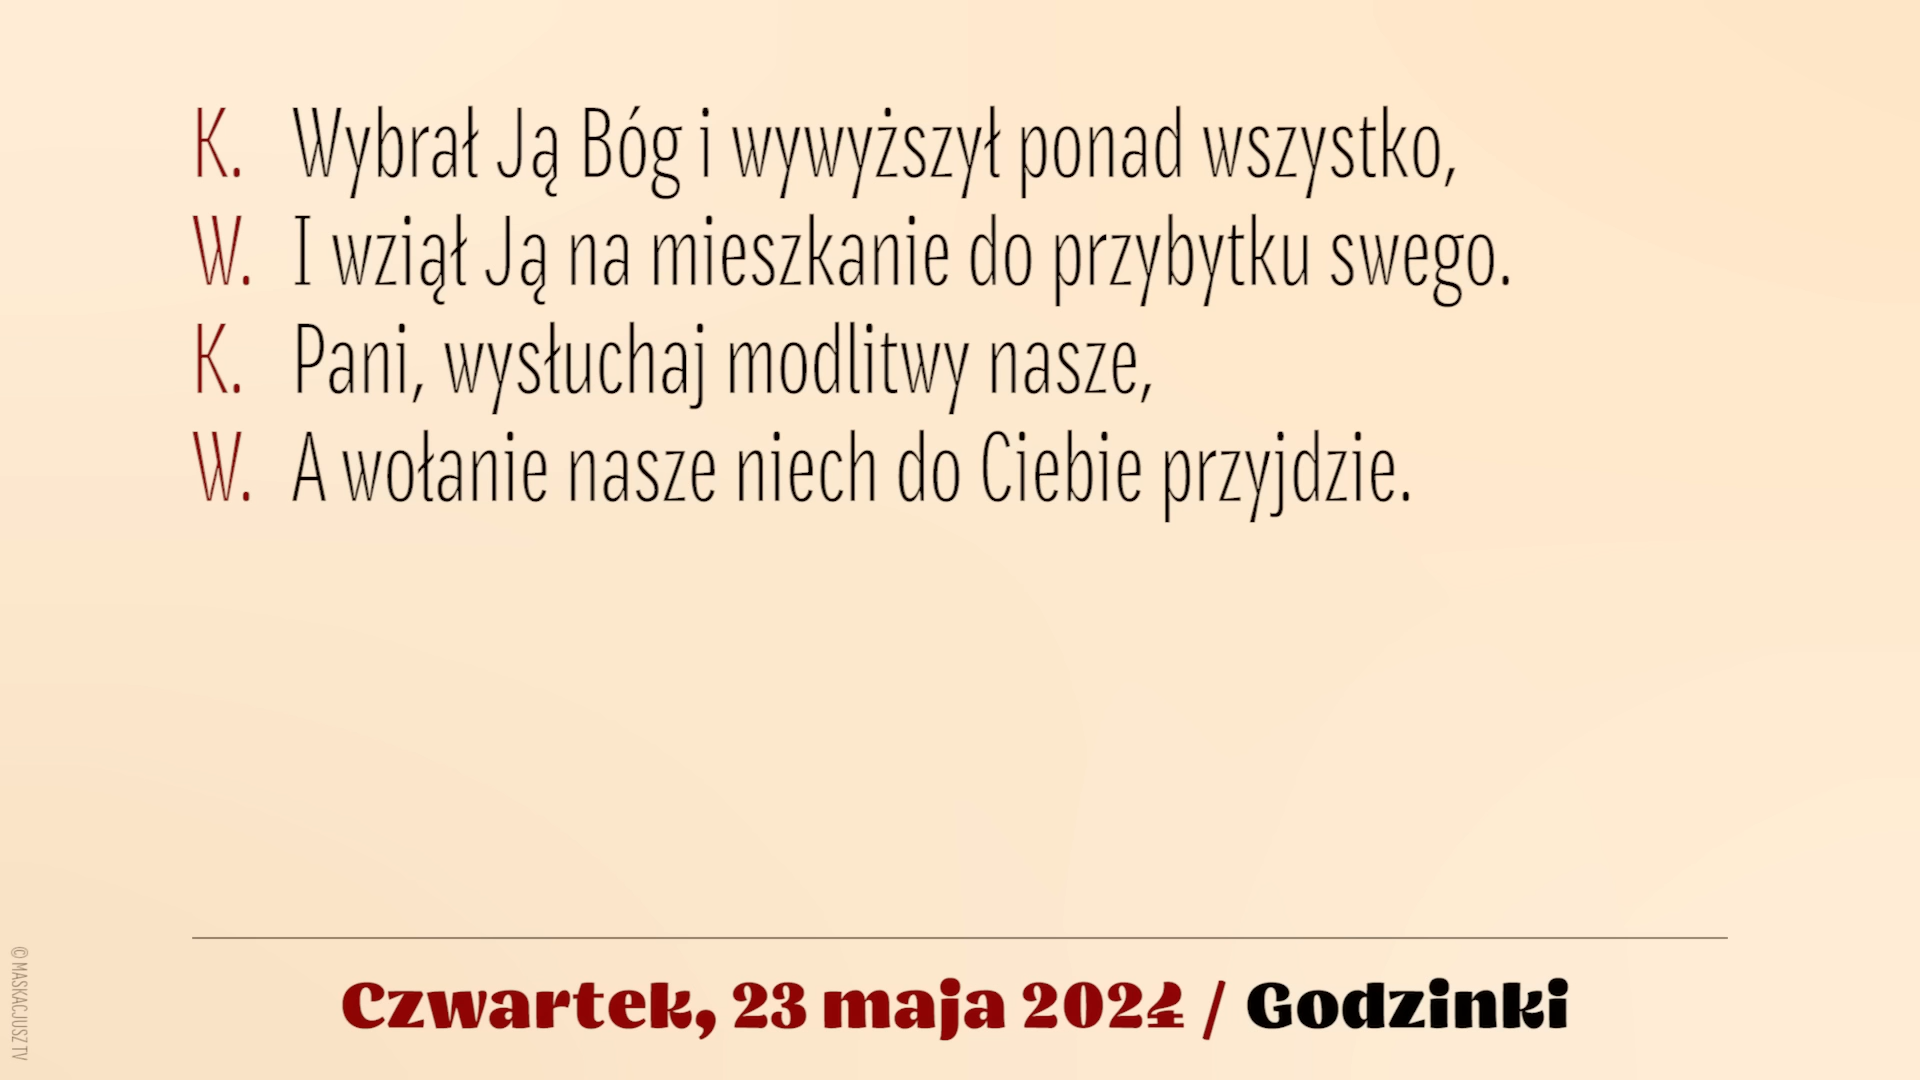 K. Wybrał Ją Bóg i wywyższył ponad wszystko,
W. I wziął Ją na mieszkanie do przybytku swego.
K. Pani, wysłuchaj modlitwy nasze,
W. A wołanie nasze niech do Ciebie przyjdzie.
Czwartek, 23 maja 2024 / Godzinki
© MASKACJUSZ TV